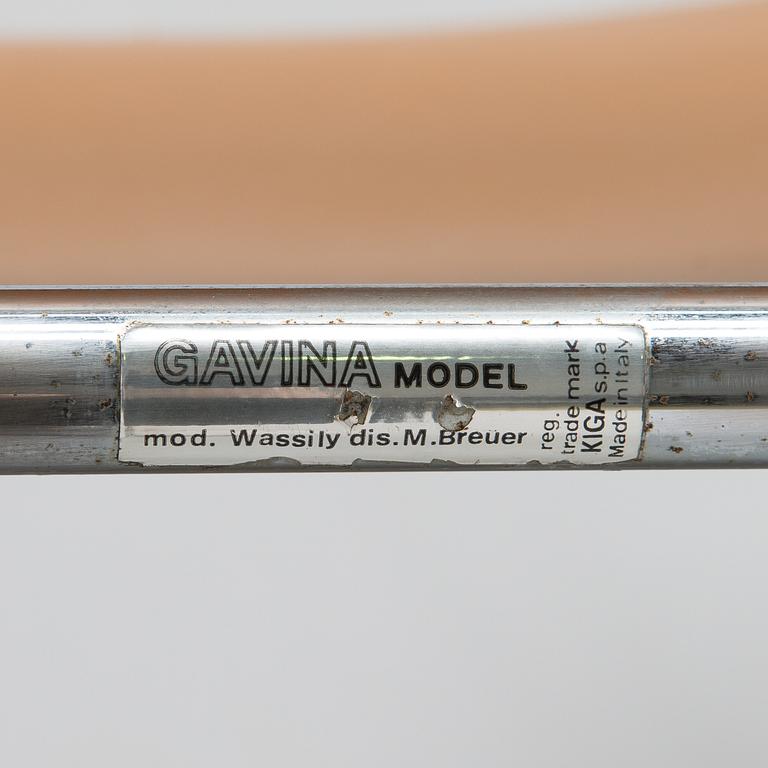 GAVINA MODEL
mod. Wassily dis.M.Breuer
reg.
trade mark
KIGA s.p.a
Made in Italy